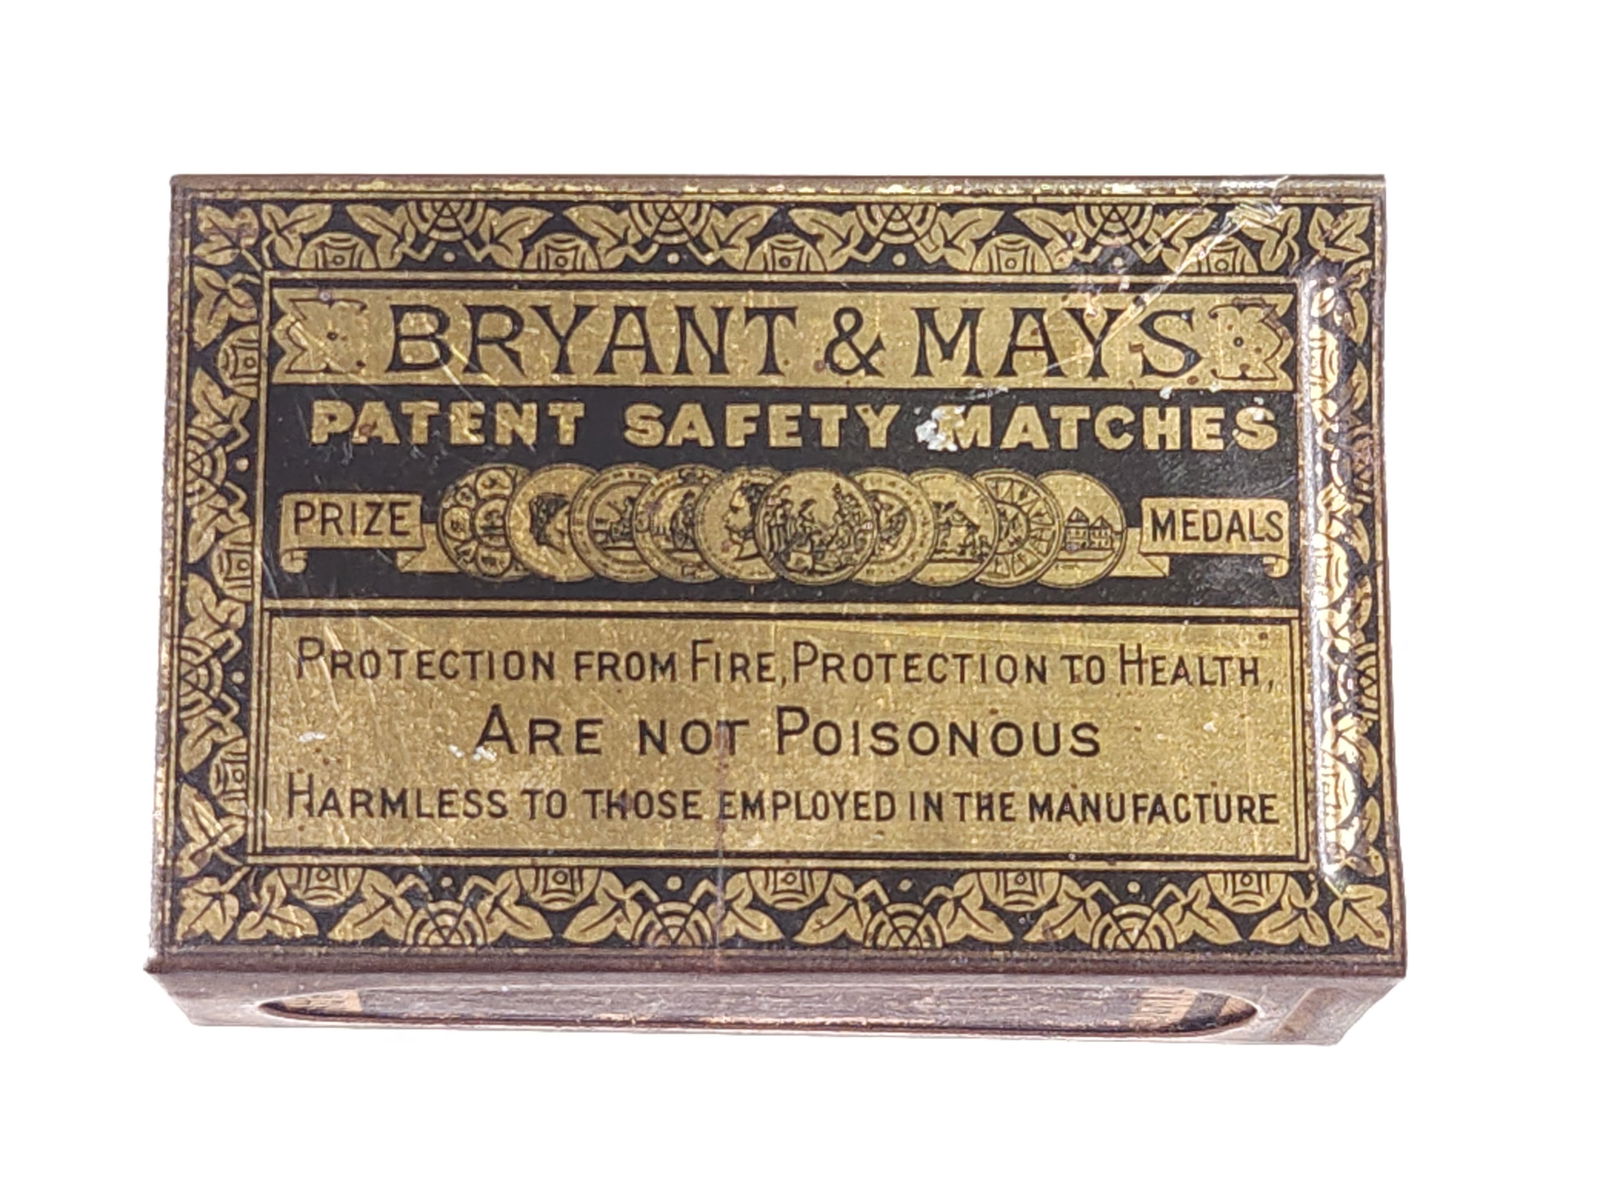 BRYANT & MAYS
PATENT SAFETY MATCHES
PRIZE MEDALS
PROTECTION FROM FIRE, PROTECTION TO HEALTH,
ARE NOT POISONOUS
HARMLESS TO THOSE EMPLOYED IN THE MANUFACTURE